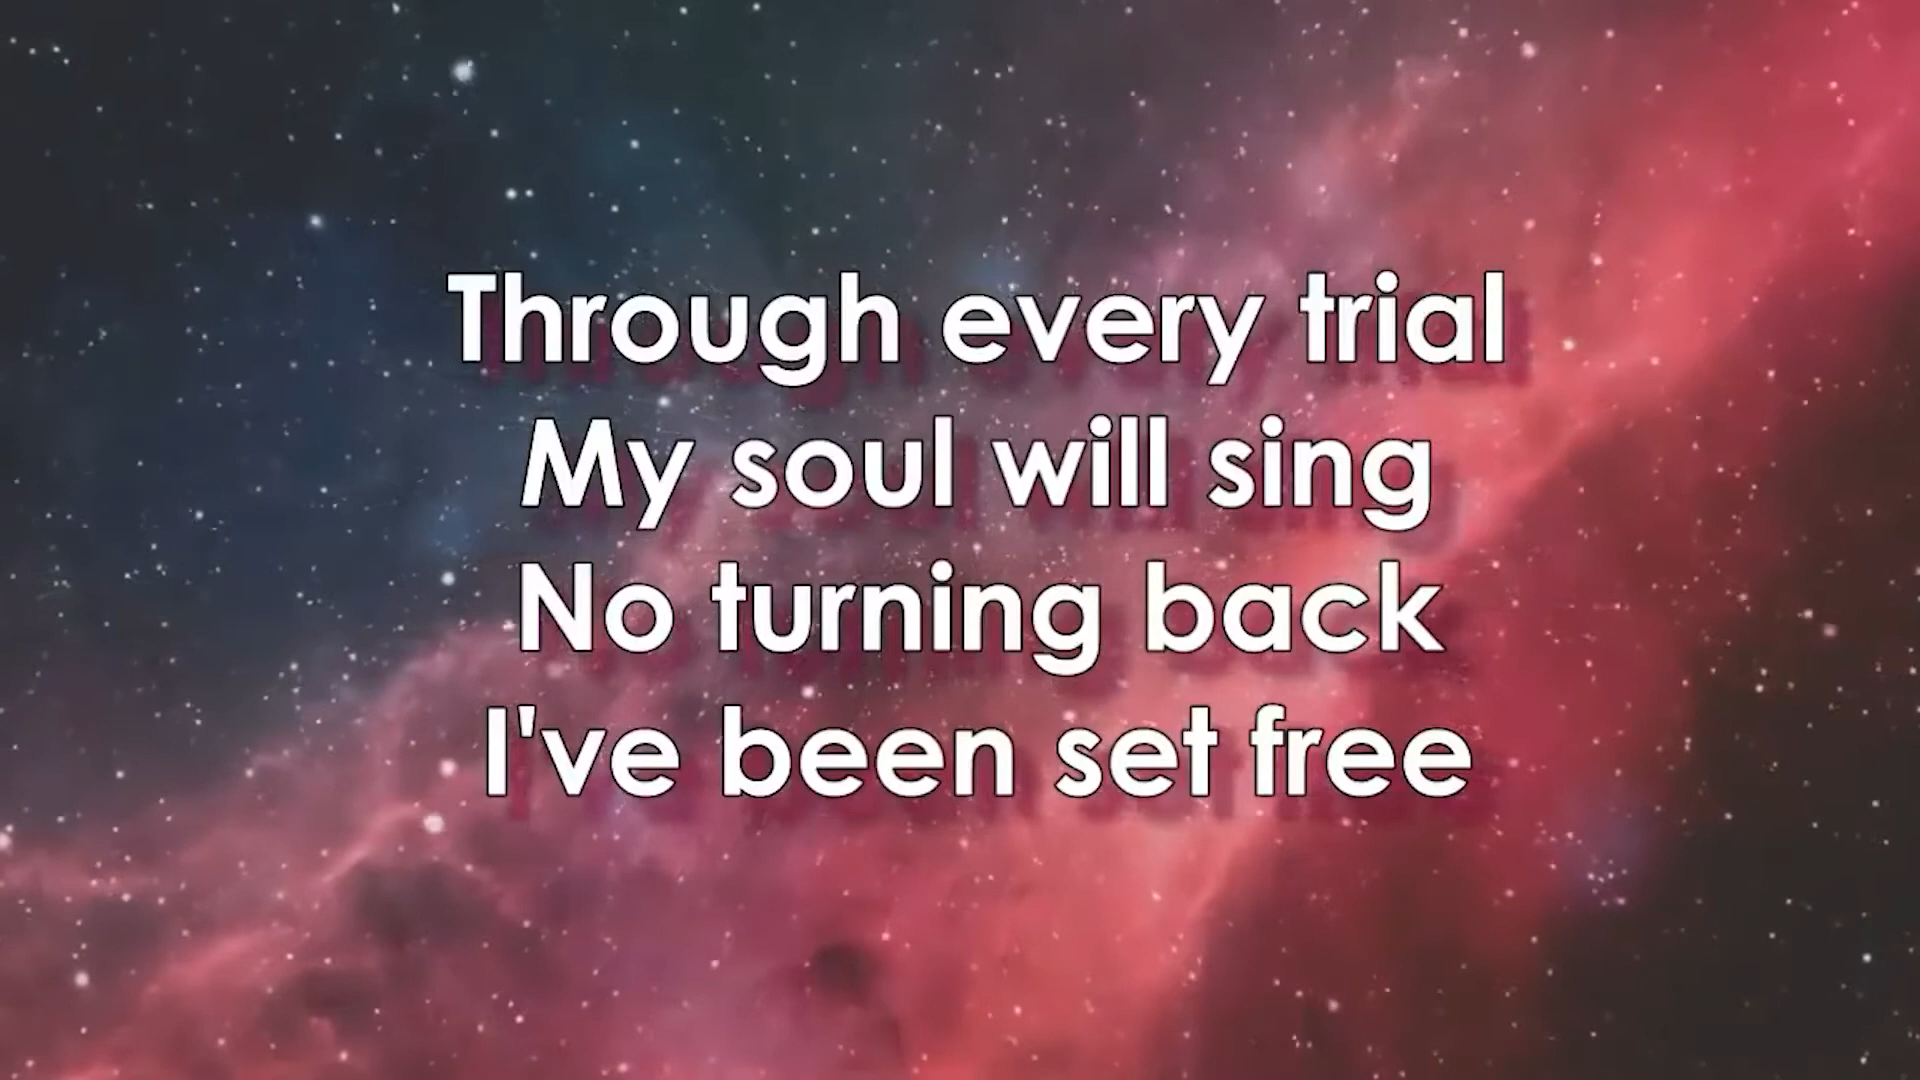 Through every trial
My soul will sing
No turning back
I've been set free